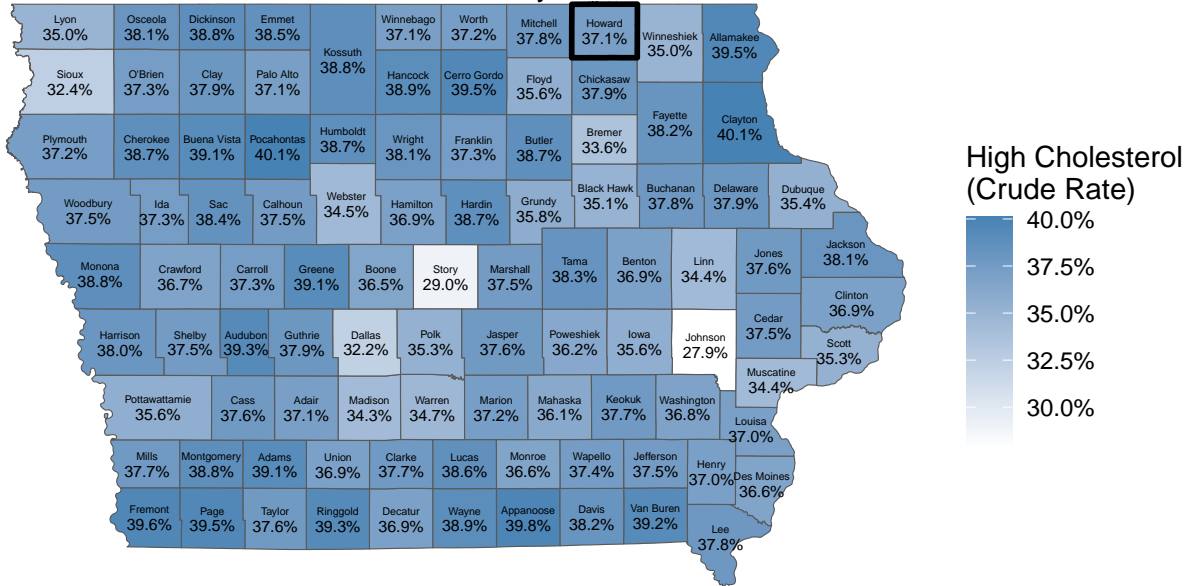 Lyon
35.0%
Osceola
38.1%
Dickinson
38.8%
Emmet
38.5%
Kossuth
38.8%
Winnebago
37.1%
Worth
37.2%
Mitchell
37.8%
Howard
37.1%
Winneshiek
35.0%
Allamakee
39.5%
Sioux
32.4%
O'Brien
37.3%
Clay
37.9%
Palo Alto
37.1%
Hancock
38.9%
Cerro Gordo
39.5%
Floyd
35.6%
Chickasaw
37.9%
Fayette
38.2%
Clayton
40.1%
Plymouth
37.2%
Cherokee
38.7%
Buena Vista
39.1%
Pocahontas
40.1%
Humboldt
38.7%
Wright
38.1%
Franklin
37.3%
Butler
38.7%
Bremer
33.6%
Woodbury
37.5%
Ida
37.3%
Sac
38.4%
Calhoun
37.5%
Webster
34.5%
Hamilton
36.9%
Hardin
38.7%
Grundy
35.8%
Black Hawk
35.1%
Buchanan
37.8%
Delaware
37.9%
Dubuque
35.4%
Monona
38.8%
Crawford
36.7%
Carroll
37.3%
Greene
39.1%
Boone
36.5%
Story
29.0%
Marshall
37.5%
Tama
38.3%
Benton
36.9%
Linn
34.4%
Jones
37.6%
Jackson
38.1%
Clinton
36.9%
Harrison
38.0%
Shelby
37.5%
Audubon
39.3%
Guthrie
37.9%
Dallas
32.2%
Polk
35.3%
Jasper
37.6%
Poweshiek
36.2%
Iowa
35.6%
Johnson
27.9%
Cedar
37.5%
Scott
35.3%
Muscatine
34.4%
Pottawattamie
35.6%
Cass
37.6%
Adair
37.1%
Madison
34.3%
Warren
34.7%
Marion
37.2%
Mahaska
36.1%
Keokuk
37.7%
Washington
36.8%
Louisa
37.0%
Mills
37.7%
Montgomery
38.8%
Adams
39.1%
Union
36.9%
Clarke
37.7%
Lucas
38.6%
Monroe
36.6%
Wapello
37.4%
Jefferson
37.5%
Henry
37.0%
Des Moines
36.6%
Fremont
39.6%
Page
39.5%
Taylor
37.6%
Ringgold
39.3%
Decatur
36.9%
Wayne
38.9%
Appanoose
39.8%
Davis
38.2%
Van Buren
39.2%
Lee
37.8%
High Cholesterol
(Crude Rate)
40.0%
37.5%
35.0%
32.5%
30.0%